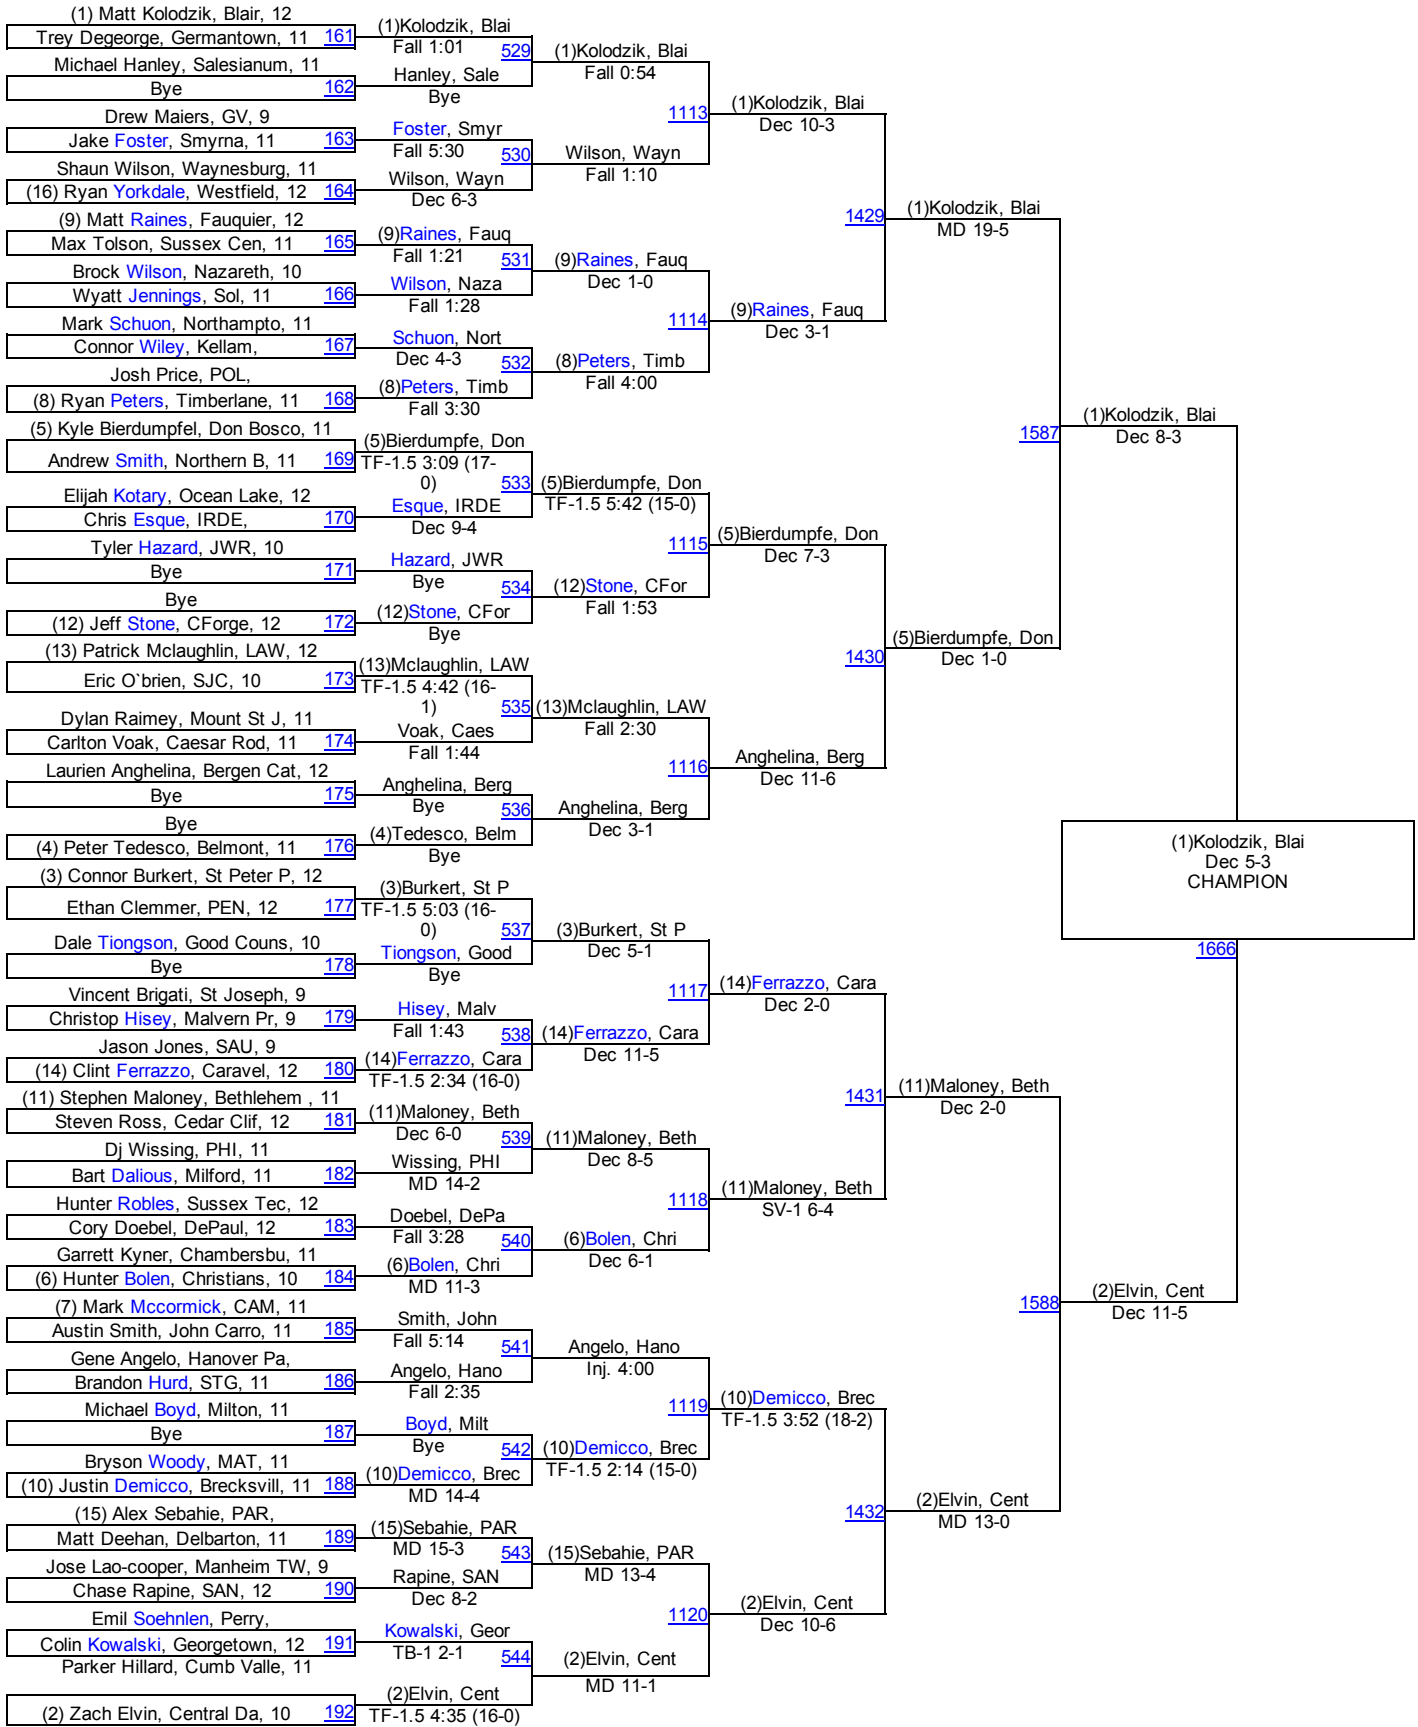 (1) Matt Kolodzik, Blair, 12
Trey Degeorge, Germantown, 11 161
Michael Hanley, Salesianum, 11
Bye 162
Drew Maiers, GV, 9
Jake Foster, Smyrna, 11 163
Shaun Wilson, Waynesburg, 11
(16) Ryan Yorkdale, Westfield, 12 164
(9) Matt Raines, Fauquier, 12
Max Tolson, Sussex Cen, 11 165
Brock Wilson, Nazareth, 10
Wyatt Jennings, Sol, 11 166
Mark Schuon, Northampto, 11
Connor Wiley, Kellam, 167
Josh Price, POL,
(8) Ryan Peters, Timberlane, 11 168
(5) Kyle Bierdumpfel, Don Bosco, 11
Andrew Smith, Northern B, 11 169
Elijah Kotary, Ocean Lake, 12
Chris Esque, IRDE, 170
Tyler Hazard, JWR, 10
Bye 171
Bye
(12) Jeff Stone, CForge, 12 172
(13) Patrick Mclaughlin, LAW, 12
Eric O`brien, SJC, 10 173
Dylan Raimey, Mount St J, 11
Carlton Voak, Caesar Rod, 11 174
Laurien Anghelina, Bergen Cat, 12
Bye 175
Bye
(4) Peter Tedesco, Belmont, 11 176
(3) Connor Burkert, St Peter P, 12
Ethan Clemmer, PEN, 12 177
Dale Tiongson, Good Couns, 10
Bye 178
Vincent Brigati, St Joseph, 9
Christop Hisey, Malvern Pr, 9 179
Jason Jones, SAU, 9
(14) Clint Ferrazzo, Caravel, 12 180
(11) Stephen Maloney, Bethlehem , 11
Steven Ross, Cedar Clif, 12 181
Dj Wissing, PHI, 11
Bart Dalious, Milford, 11 182
Hunter Robles, Sussex Tec, 12
Cory Doebel, DePaul, 12 183
Garrett Kyner, Chambersbu, 11
(6) Hunter Bolen, Christians, 10 184
(7) Mark Mccormick, CAM, 11
Austin Smith, John Carro, 11 185
Gene Angelo, Hanover Pa,
Brandon Hurd, STG, 11 186
Michael Boyd, Milton, 11
Bye 187
Bryson Woody, MAT, 11
(10) Justin Demicco, Brecksvill, 11 188
(15) Alex Sebahie, PAR,
Matt Deehan, Delbarton, 11 189
Jose Lao-cooper, Manheim TW, 9
Chase Rapine, SAN, 12 190
Emil Soehnlen, Perry,
Colin Kowalski, Georgetown, 12 191
Parker Hillard, Cumb Valle, 11
(2) Zach Elvin, Central Da, 10 192
(1)Kolodzik, Blai
Fall 1:01
529
Hanley, Sale
Bye
Foster, Smyr
Fall 5:30
530
Wilson, Wayn
Dec 6-3
(9)Raines, Fauq
Fall 1:21
531
Wilson, Naza
Fall 1:28
Schuon, Nort
Dec 4-3
532
(8)Peters, Timb
Fall 3:30
(5)Bierdumpfe, Don
TF-1.5 3:09 (17-
0)
533
Esque, IRDE
Dec 9-4
Hazard, JWR
Bye
534
(12)Stone, CFor
Bye
(13)Mclaughlin, LAW
TF-1.5 4:42 (16-
1)
535
Voak, Caes
Fall 1:44
Anghelina, Berg
Bye
536
(4)Tedesco, Belm
Bye
(3)Burkert, St P
TF-1.5 5:03 (16-
0)
537
Tiongson, Good
Bye
Hisey, Malv
Fall 1:43
538
(14)Ferrazzo, Cara
TF-1.5 2:34 (16-0)
(11)Maloney, Beth
Dec 6-0
539
Wissing, PHI
MD 14-2
Doebel, DePa
Fall 3:28
540
(6)Bolen, Chri
MD 11-3
Smith, John
Fall 5:14
541
Angelo, Hano
Fall 2:35
Boyd, Milt
Bye
542
(10)Demicco, Brec
MD 14-4
(15)Sebahie, PAR
MD 15-3
543
Rapine, SAN
Dec 8-2
Kowalski, Geor
TB-1 2-1
544
(2)Elvin, Cent
TF-1.5 4:35 (16-0)
(1)Kolodzik, Blai
Fall 0:54
1113
Wilson, Wayn
Fall 1:10
(9)Raines, Fauq
Dec 1-0
1114
(8)Peters, Timb
Fall 4:00
(5)Bierdumpfe, Don
TF-1.5 5:42 (15-0)
1115
(12)Stone, CFor
Fall 1:53
(13)Mclaughlin, LAW
Fall 2:30
1116
Anghelina, Berg
Dec 3-1
(3)Burkert, St P
Dec 5-1
1117
(14)Ferrazzo, Cara
Dec 11-5
(11)Maloney, Beth
Dec 8-5
1118
(6)Bolen, Chri
Dec 6-1
Angelo, Hano
Inj. 4:00
1119
(10)Demicco, Brec
TF-1.5 2:14 (15-0)
(15)Sebahie, PAR
MD 13-4
1120
(2)Elvin, Cent
MD 11-1
(1)Kolodzik, Blai
Dec 10-3
1429
(9)Raines, Fauq
Dec 3-1
(5)Bierdumpfe, Don
Dec 7-3
1430
Anghelina, Berg
Dec 11-6
(14)Ferrazzo, Cara
Dec 2-0
1431
(11)Maloney, Beth
SV-1 6-4
(10)Demicco, Brec
TF-1.5 3:52 (18-2)
1432
(2)Elvin, Cent
Dec 10-6
(1)Kolodzik, Blai
MD 19-5
1587
(5)Bierdumpfe, Don
Dec 1-0
(11)Maloney, Beth
Dec 2-0
1588
(2)Elvin, Cent
MD 13-0
(1)Kolodzik, Blai
Dec 8-3
(2)Elvin, Cent
Dec 11-5
(1)Kolodzik, Blai
Dec 5-3
CHAMPION
1666